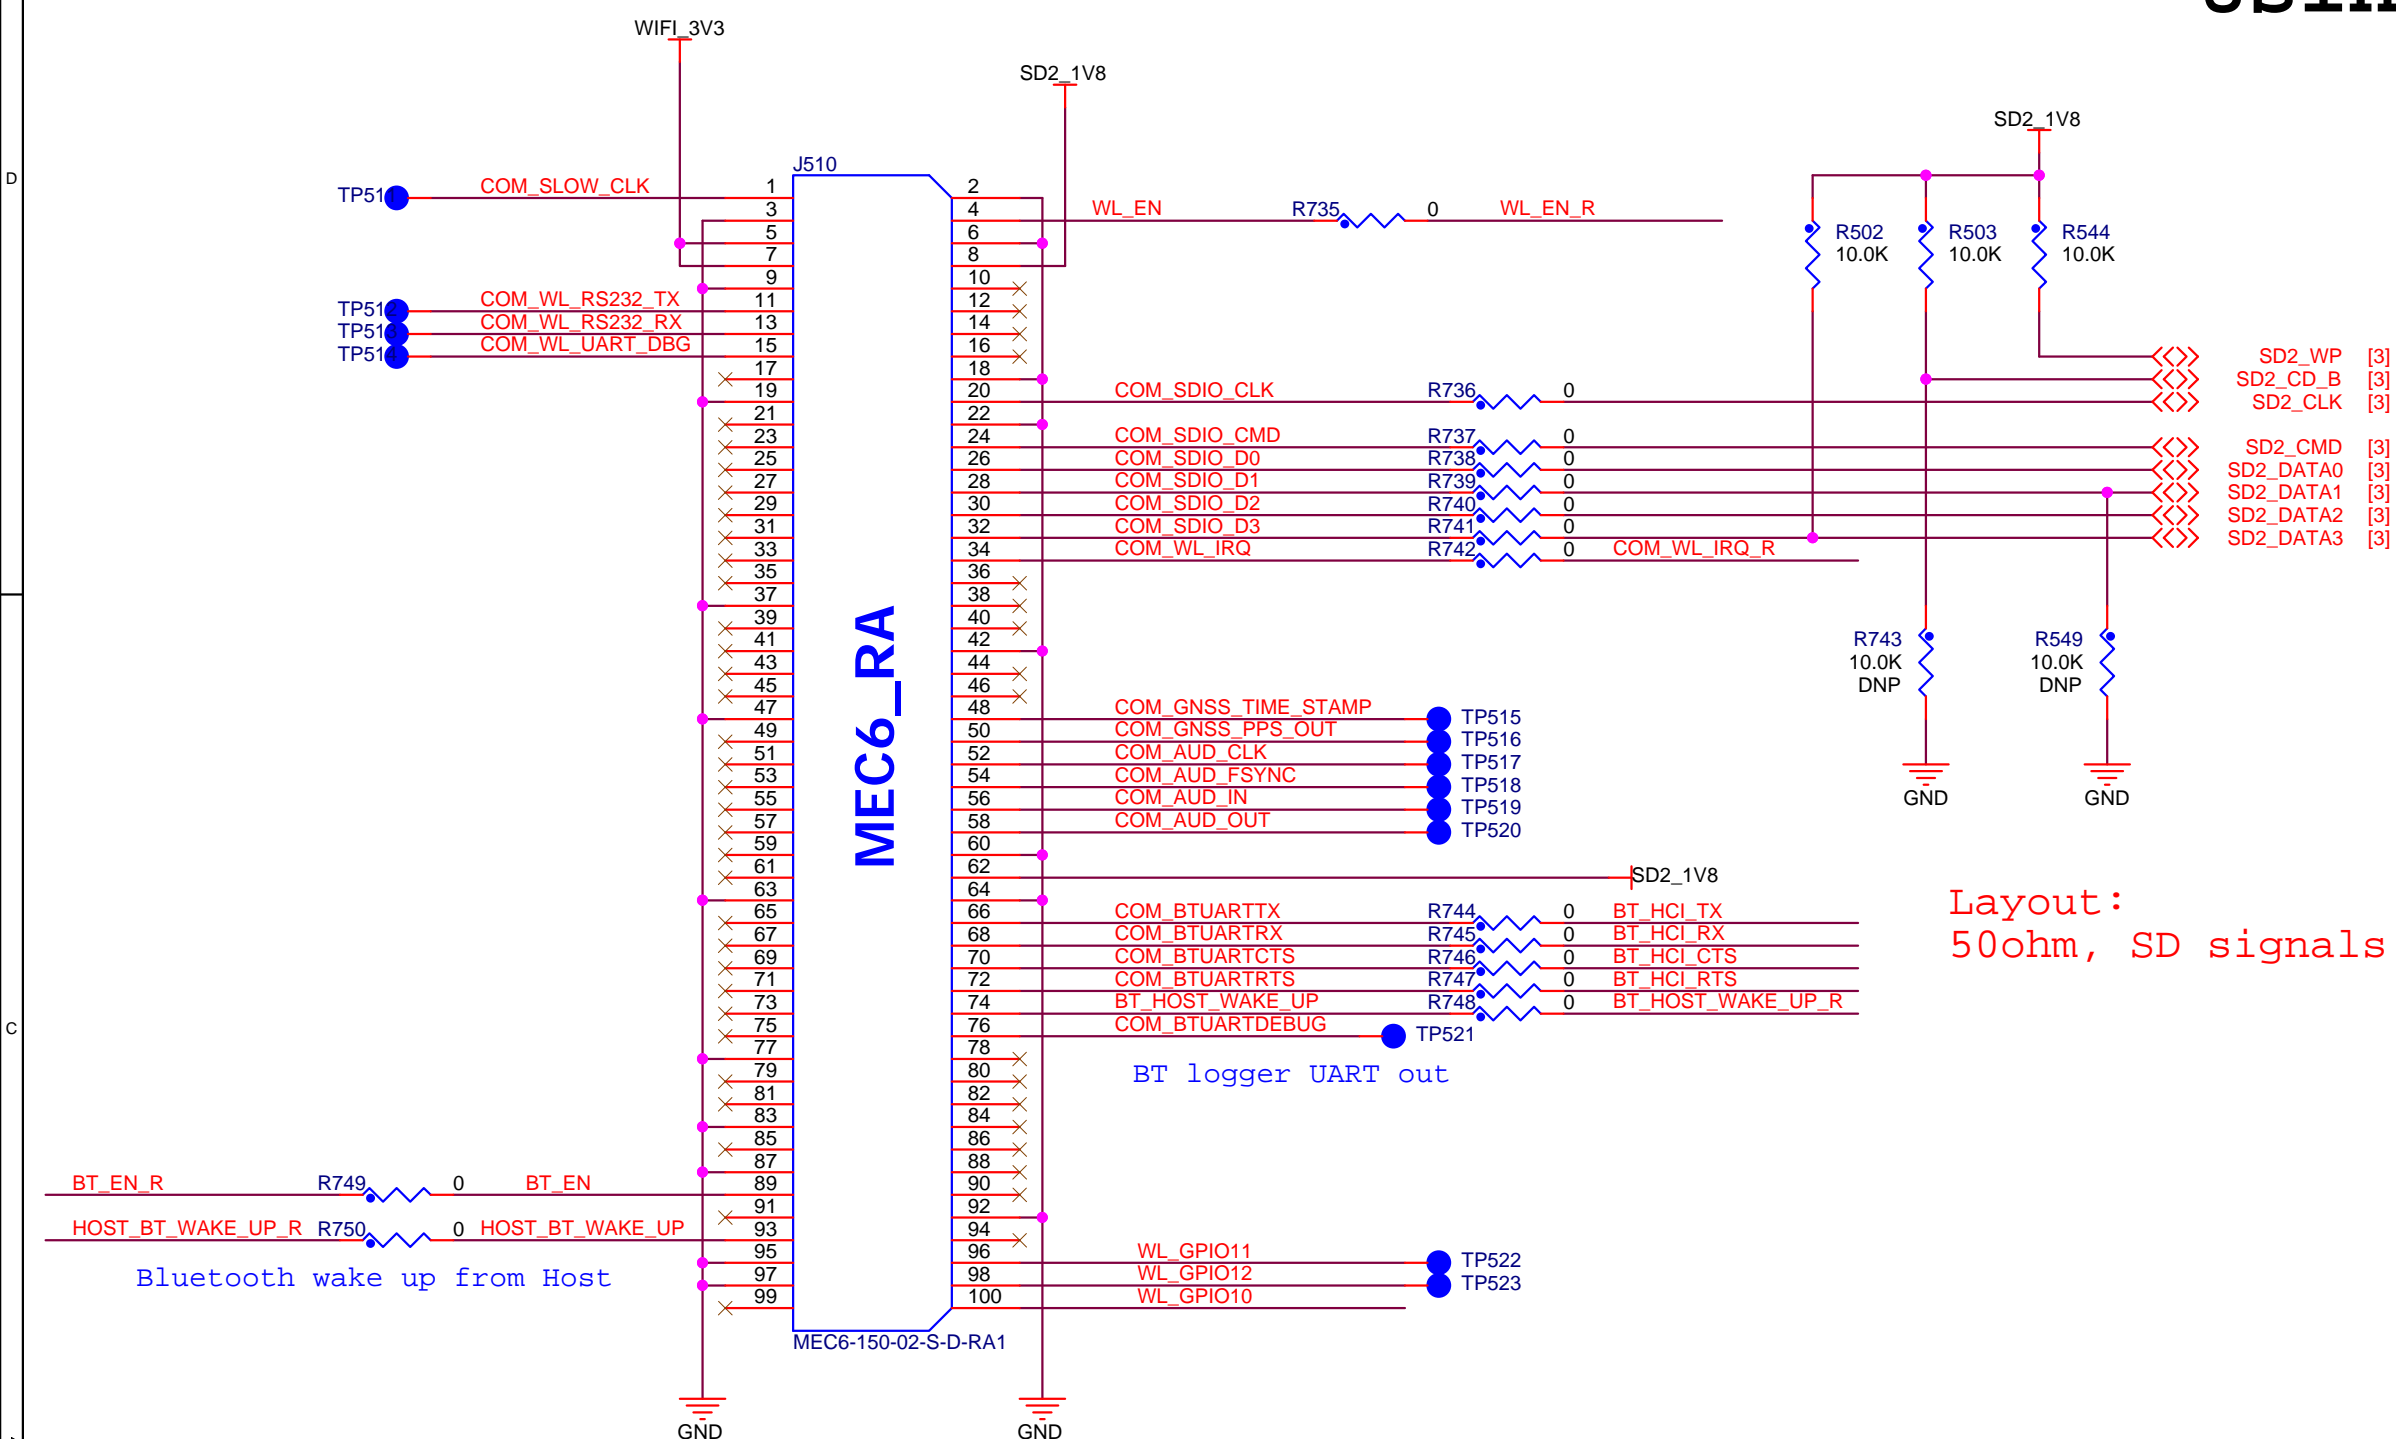 WIFI_3V3
SD2_1V8
SD2_1V8
D
J510
TP511 COM_SLOW_CLK 1 2
3 4 WL_EN R735 0 WL_EN_R
5 6
7 8
R502 R503 R544
10.0K 10.0K 10.0K
9 10
TP512 COM_WL_RS232_TX 11 12
TP513 COM_WL_RS232_RX 13 14
TP514 COM_WL_UART_DBG 15 16
SD2_WP [3]
17 18
SD2_CD_B [3]
19 20 COM_SDIO_CLK R736 0 SD2_CLK [3]
21 22
23 24 COM_SDIO_CMD R737 0 SD2_CMD [3]
25 26 COM_SDIO_D0 R738 0 SD2_DATA0 [3]
27 28 COM_SDIO_D1 R739 0 SD2_DATA1 [3]
29 30 COM_SDIO_D2 R740 0 SD2_DATA2 [3]
31 32 COM_SDIO_D3 R741 0 SD2_DATA3 [3]
33 34 COM_WL_IRQ R742 0 COM_WL_IRQ_R
35 36
37 38
39 40
41 42
43 44
45 46
R743 R549
10.0K 10.0K
DNP DNP
MEC6_RA
47 48 COM_GNSS_TIME_STAMP TP515
49 50 COM_GNSS_PPS_OUT TP516
51 52 COM_AUD_CLK TP517
53 54 COM_AUD_FSYNC TP518
55 56 COM_AUD_IN TP519
57 58 COM_AUD_OUT TP520
GND GND
59 60
61 62 SD2_1V8
63 64
65 66 COM_BTUARTTX R744 0 BT_HCI_TX
67 68 COM_BTUARTRX R745 0 BT_HCI_RX
69 70 COM_BTUARTCTS R746 0 BT_HCI_CTS
71 72 COM_BTUARTRTS R747 0 BT_HCI_RTS
73 74 BT_HOST_WAKE_UP R748 0 BT_HOST_WAKE_UP_R
75 76 COM_BTUARTDEBUG TP521
Layout:
50ohm, SD signals
C
77 78
BT logger UART out
79 80
81 82
83 84
85 86
87 88
BT_EN_R R749 0 BT_EN 89 90
91 92
HOST_BT_WAKE_UP_R R750 0 HOST_BT_WAKE_UP 93 94
Bluetooth wake up from Host
95 96 WL_GPIO11 TP522
97 98 WL_GPIO12 TP523
99 100 WL_GPIO10
MEC6-150-02-S-D-RA1
GND GND